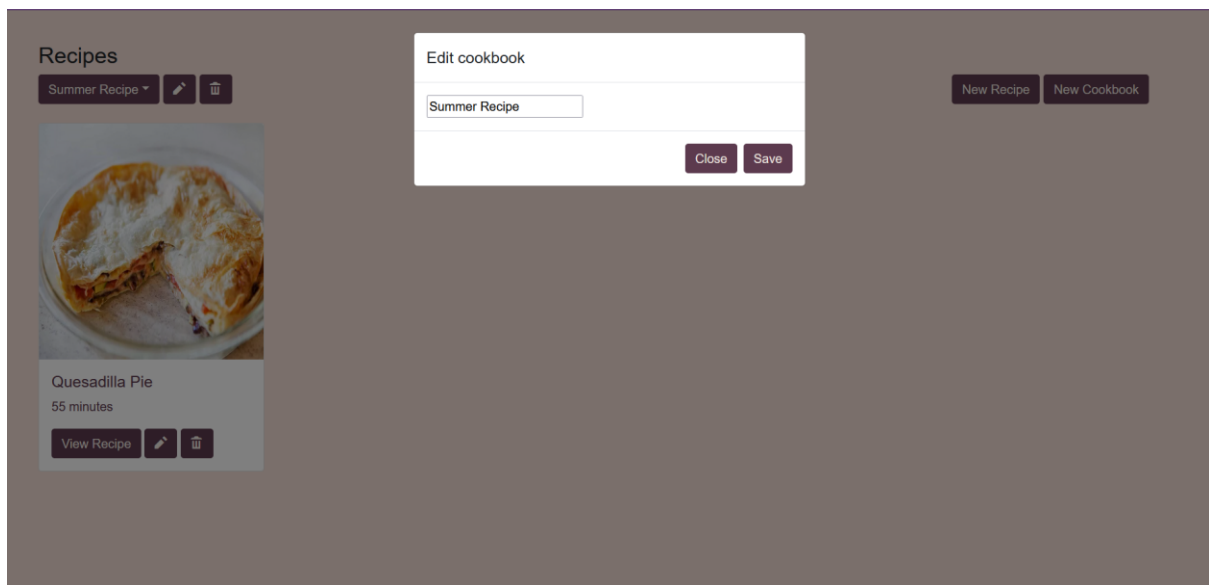 Recipes
Summer Recipe
Edit cookbook
Summer Recipe
Close Save
New Recipe New Cookbook
Quesadilla Pie
55 minutes
View Recipe